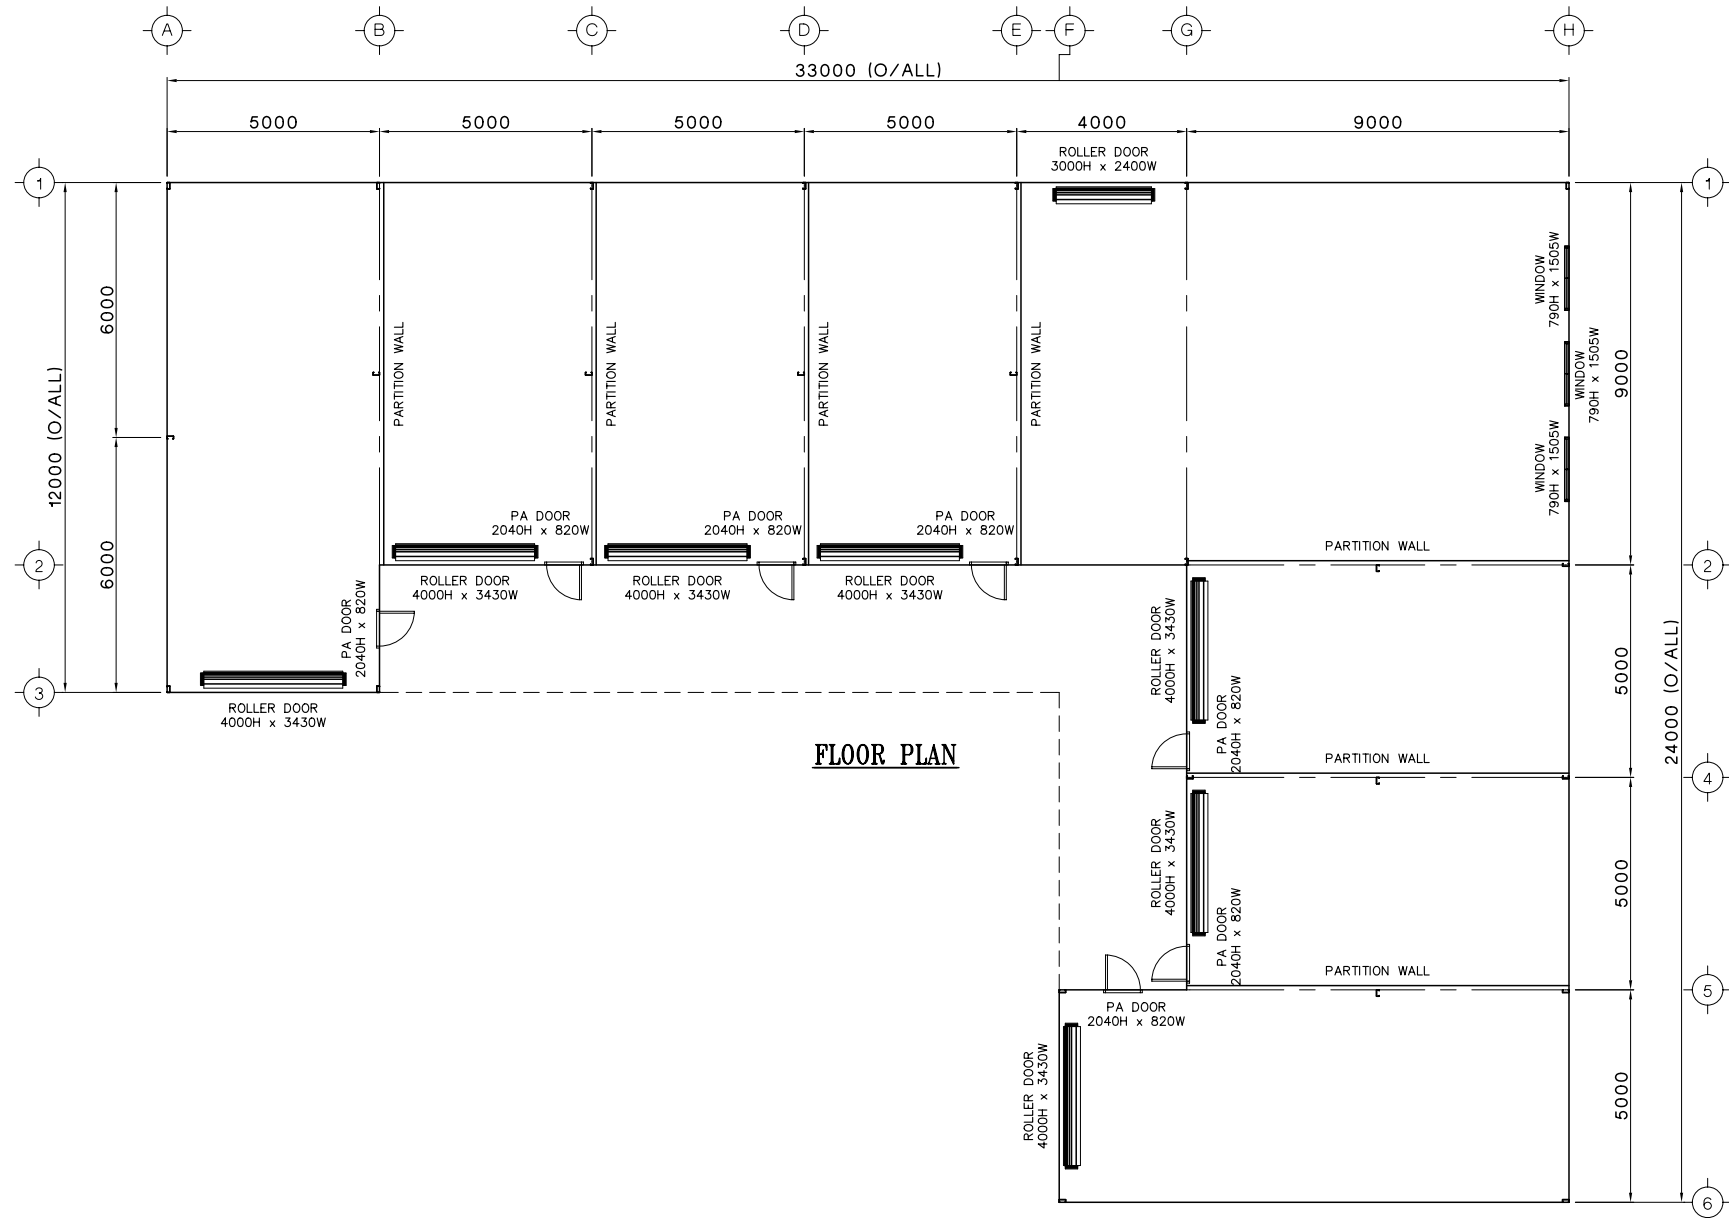 A B C D E F G H
33000 (O/ALL)
5000 5000 5000 5000 4000 9000
ROLLER DOOR
3000H x 2400W
1
1
6000
12000 (O/ALL)
6000
PARTITION WALL
PARTITION WALL
PARTITION WALL
PARTITION WALL
WINDOW
790H x 1505W
WINDOW
790H x 1505W
WINDOW
790H x 1505W
9000
PA DOOR
2040H x 820W
PA DOOR
2040H x 820W
PA DOOR
2040H x 820W
PARTITION WALL
2
2
ROLLER DOOR
4000H x 3430W
ROLLER DOOR
4000H x 3430W
ROLLER DOOR
4000H x 3430W
PA DOOR
2040H x 820W
ROLLER DOOR
4000H x 3430W
PA DOOR
2040H x 820W
5000
24000 (O/ALL)
3
ROLLER DOOR
4000H x 3430W
FLOOR PLAN
PARTITION WALL
4
ROLLER DOOR
4000H x 3430W
PA DOOR
2040H x 820W
5000
PARTITION WALL
5
PA DOOR
2040H x 820W
ROLLER DOOR
4000H x 3430W
5000
6